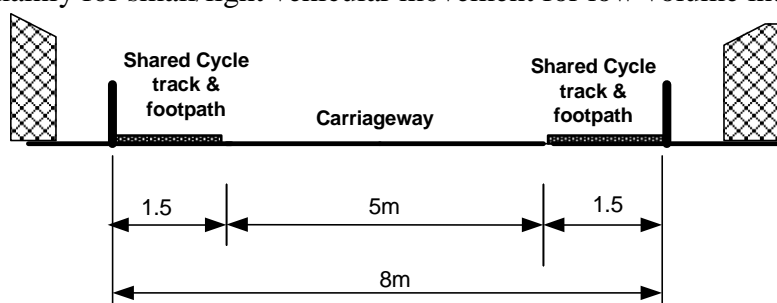 for small/light vehicular movement for low volume
Shared Cycle
track &
footpath
Shared Cycle
track &
footpath
Carriageway
1.5
5m
1.5
8m